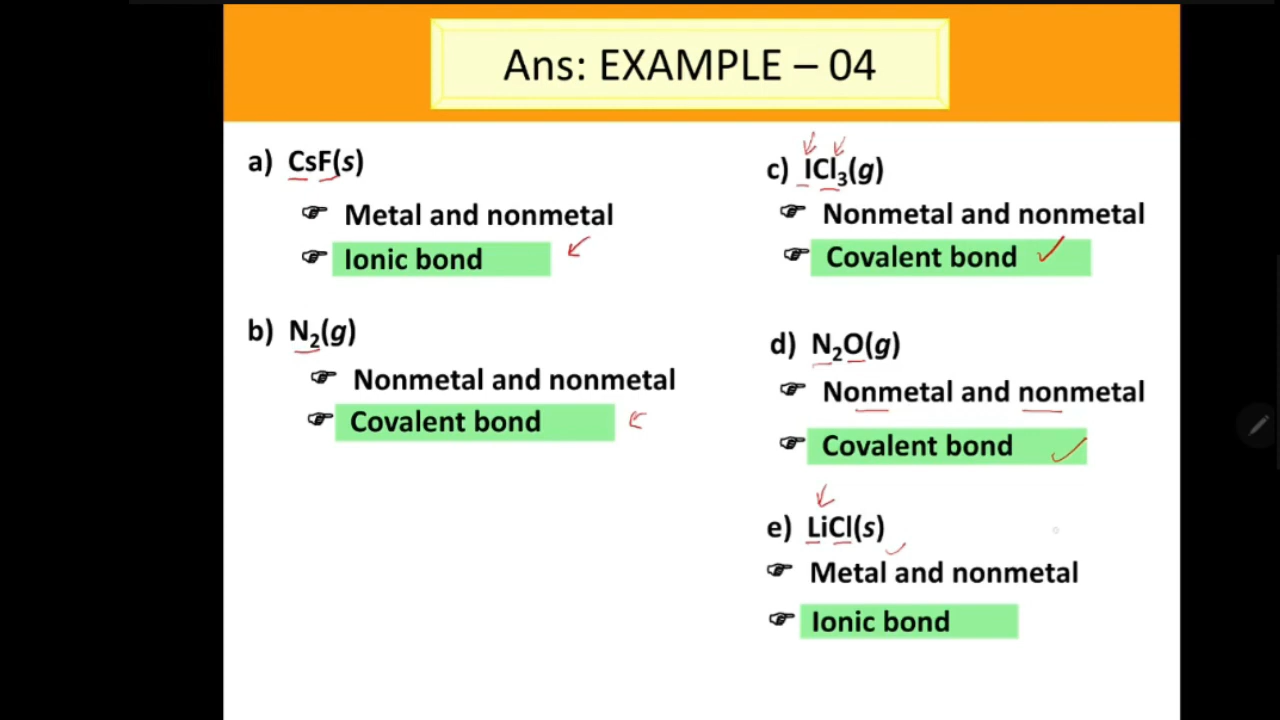 Ans: EXAMPLE – 04
a) CsF(s)
☞ Metal and nonmetal
☞ Ionic bond
b) N₂(g)
☞ Nonmetal and nonmetal
☞ Covalent bond
c) ICl₃(g)
☞ Nonmetal and nonmetal
☞ Covalent bond
d) N₂O(g)
☞ Nonmetal and nonmetal
☞ Covalent bond
e) LiCl(s)
☞ Metal and nonmetal
☞ Ionic bond